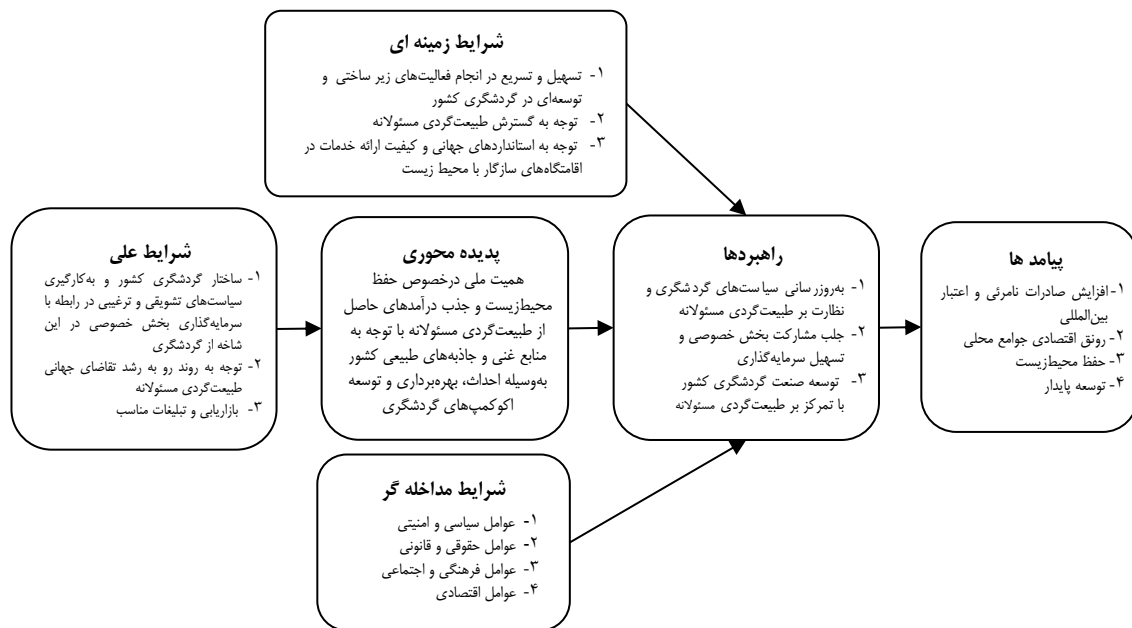 شرایط زمینه ای
۱- تسهیل و تسریع در انجام فعالیت‌های زیر ساختی و
توسعه‌ای در گردشگری کشور
۲- توجه به گسترش طبیعت‌گردی مسئولانه
۳- توجه به استانداردهای جهانی و کیفیت ارائه خدمات در
اقامتگاه‌های سازگار با محیط زیست
شرایط علی
۱- ساختار گردشگری کشور و به‌کارگیری
سیاست‌های تشویقی و ترغیبی در رابطه با
سرمایه‌گذاری بخش خصوصی در این
شاخه از گردشگری
۲- توجه به روند رو به رشد تقاضای جهانی
طبیعت‌گردی مسئولانه
۳- بازاریابی و تبلیغات مناسب
پدیده محوری
همیت ملی درخصوص حفظ
محیط‌زیست و جذب درآمدهای حاصل
از طبیعت‌گردی مسئولانه با توجه به
منابع غنی و جاذبه‌های طبیعی کشور
به‌وسیله احداث، بهره‌برداری و توسعه
اکوکمپ‌های گردشگری
راهبردها
۱- به‌روزرسانی سیاست‌های گردشگری و
نظارت بر طبیعت‌گردی مسئولانه
۲- جلب مشارکت بخش خصوصی و
تسهیل سرمایه‌گذاری
۳- توسعه صنعت گردشگری کشور
با تمرکز بر طبیعت‌گردی مسئولانه
پیامد ها
۱- افزایش صادرات نامرئی و اعتبار
بین‌المللی
۲- رونق اقتصادی جوامع محلی
۳- حفظ محیط‌زیست
۴- توسعه پایدار
شرایط مداخله گر
۱- عوامل سیاسی و امنیتی
۲- عوامل حقوقی و قانونی
۳- عوامل فرهنگی و اجتماعی
۴- عوامل اقتصادی